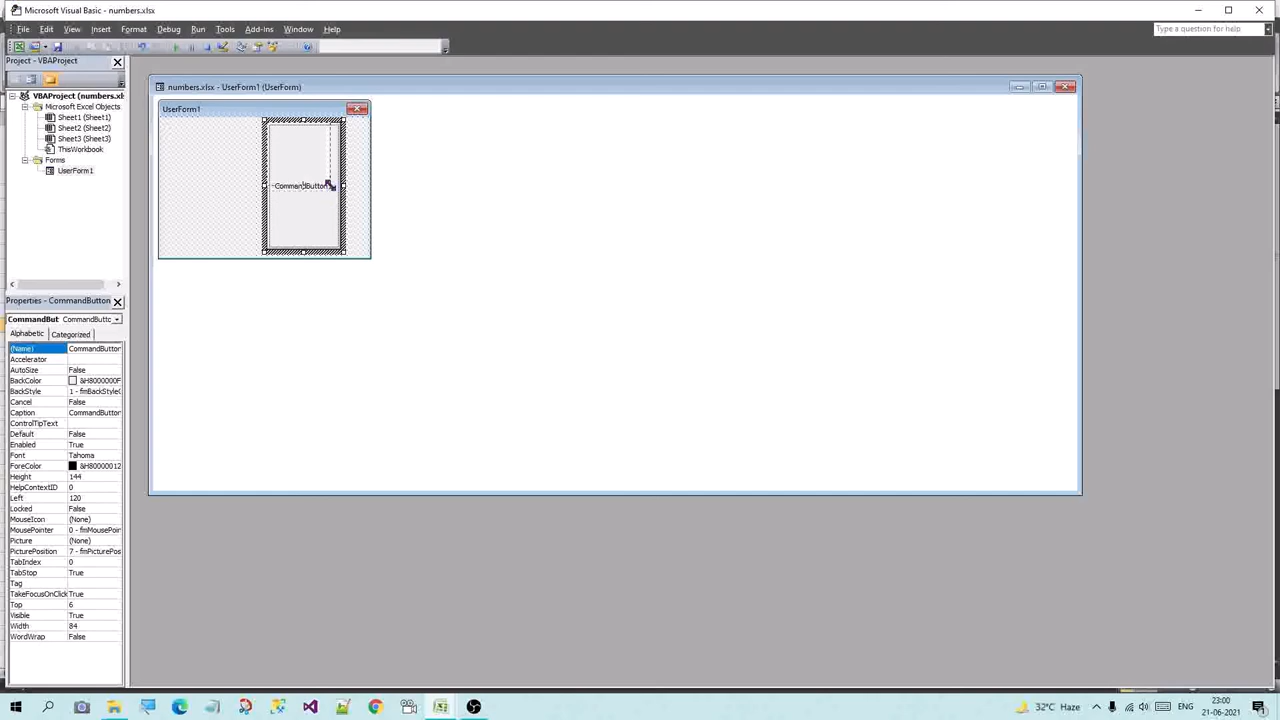 Microsoft Visual Basic - numbers.xlsx
File Edit View Insert Format Debug Run Tools Add-Ins Window Help
Type a question for help
Project - VBAProject
VBAProject (numbers.xl
Microsoft Excel Objects
Sheet1 (Sheet1)
Sheet2 (Sheet2)
Sheet3 (Sheet3)
ThisWorkbook
Forms
UserForm1
numbers.xlsx - UserForm1 (UserForm)
UserForm1
CommandButton
Properties - CommandButton
CommandBut CommandButto
Alphabetic Categorized
(Name) CommandButton
Accelerator
AutoSize False
BackColor &H8000000F
BackStyle 1 - fmBackStyleO
Cancel False
Caption CommandButton
ControlTipText
Default False
Enabled True
Font Tahoma
ForeColor &H80000012
Height 144
HelpContextID 0
Left 120
Locked False
MouseIcon (None)
MousePointer 0 - fmMousePoin
Picture (None)
PicturePosition 7 - fmPicturePos
TabIndex 0
TabStop True
Tag
TakeFocusOnClick True
Top 6
Visible True
Width 84
WordWrap False
32°C Haze
ENG
23:00
21-06-2021